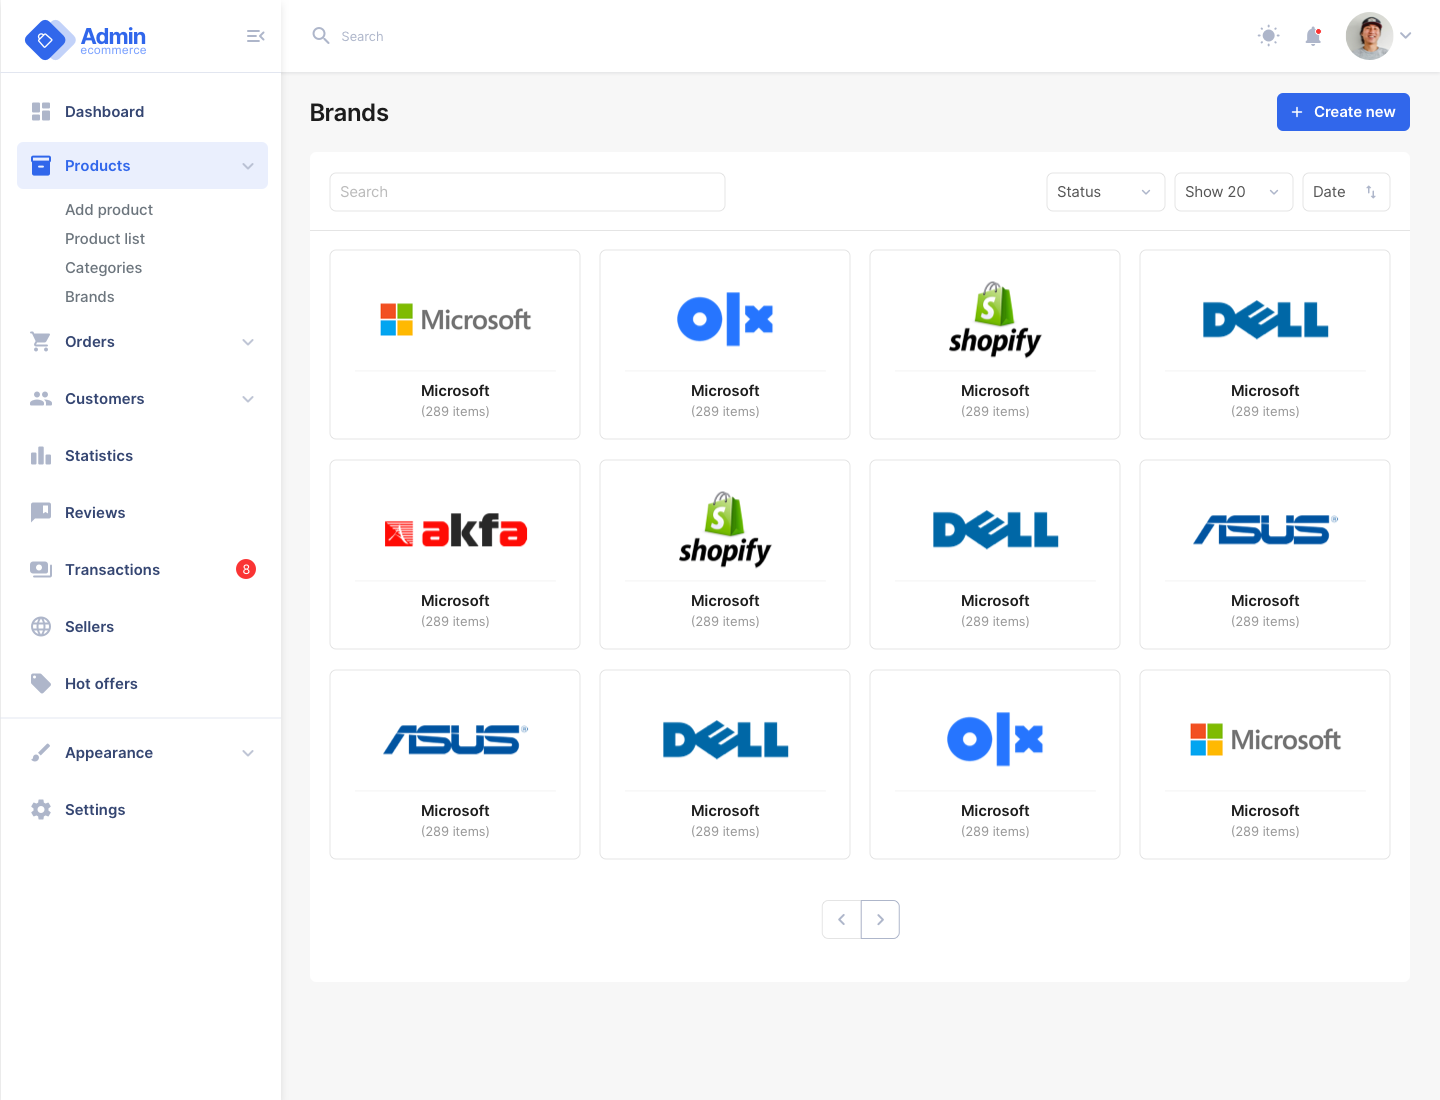 Admin
ecommerce
Search
Dashboard
Products
Add product
Product list
Categories
Brands
Orders
Customers
Statistics
Reviews
Transactions 8
Sellers
Hot offers
Appearance
Settings
Brands
+ Create new
Search
Status
Show 20
Date
Microsoft
Microsoft
(289 items)
olx
Microsoft
(289 items)
S
shopify
Microsoft
(289 items)
DELL
Microsoft
(289 items)
akfa
Microsoft
(289 items)
S
shopify
Microsoft
(289 items)
DELL
Microsoft
(289 items)
ASUS®
Microsoft
(289 items)
ASUS®
Microsoft
(289 items)
DELL
Microsoft
(289 items)
olx
Microsoft
(289 items)
Microsoft
Microsoft
(289 items)